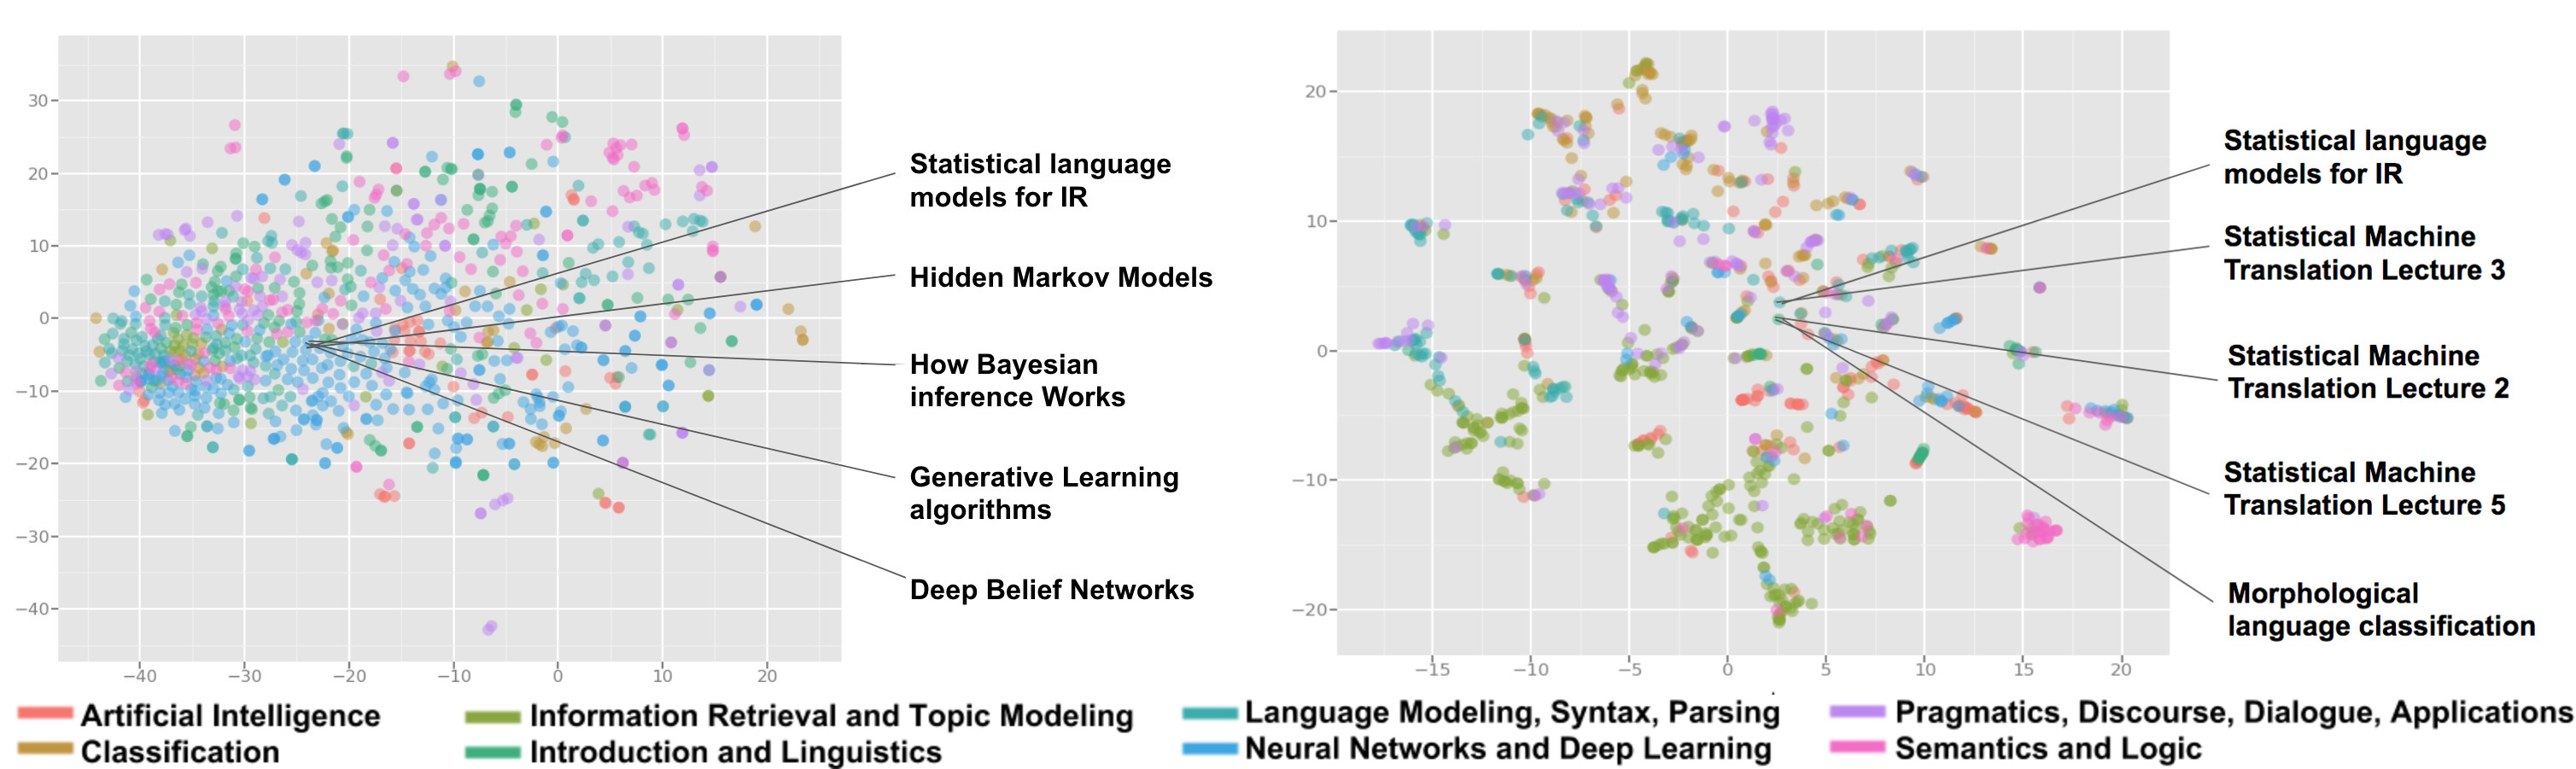 30
20
10
0
−10
−20
−30
−40
−40 −30 −20 −10 0 10 20
Statistical language
models for IR
Hidden Markov Models
How Bayesian
inference Works
Generative Learning
algorithms
Deep Belief Networks
20
10
0
−10
−20
−15 −10 −5 0 5 10 15 20
Statistical language
models for IR
Statistical Machine
Translation Lecture 3
Statistical Machine
Translation Lecture 2
Statistical Machine
Translation Lecture 5
Morphological
language classification
Artificial Intelligence
Classification
Information Retrieval and Topic Modeling
Introduction and Linguistics
Language Modeling, Syntax, Parsing
Neural Networks and Deep Learning
Pragmatics, Discourse, Dialogue, Applications
Semantics and Logic